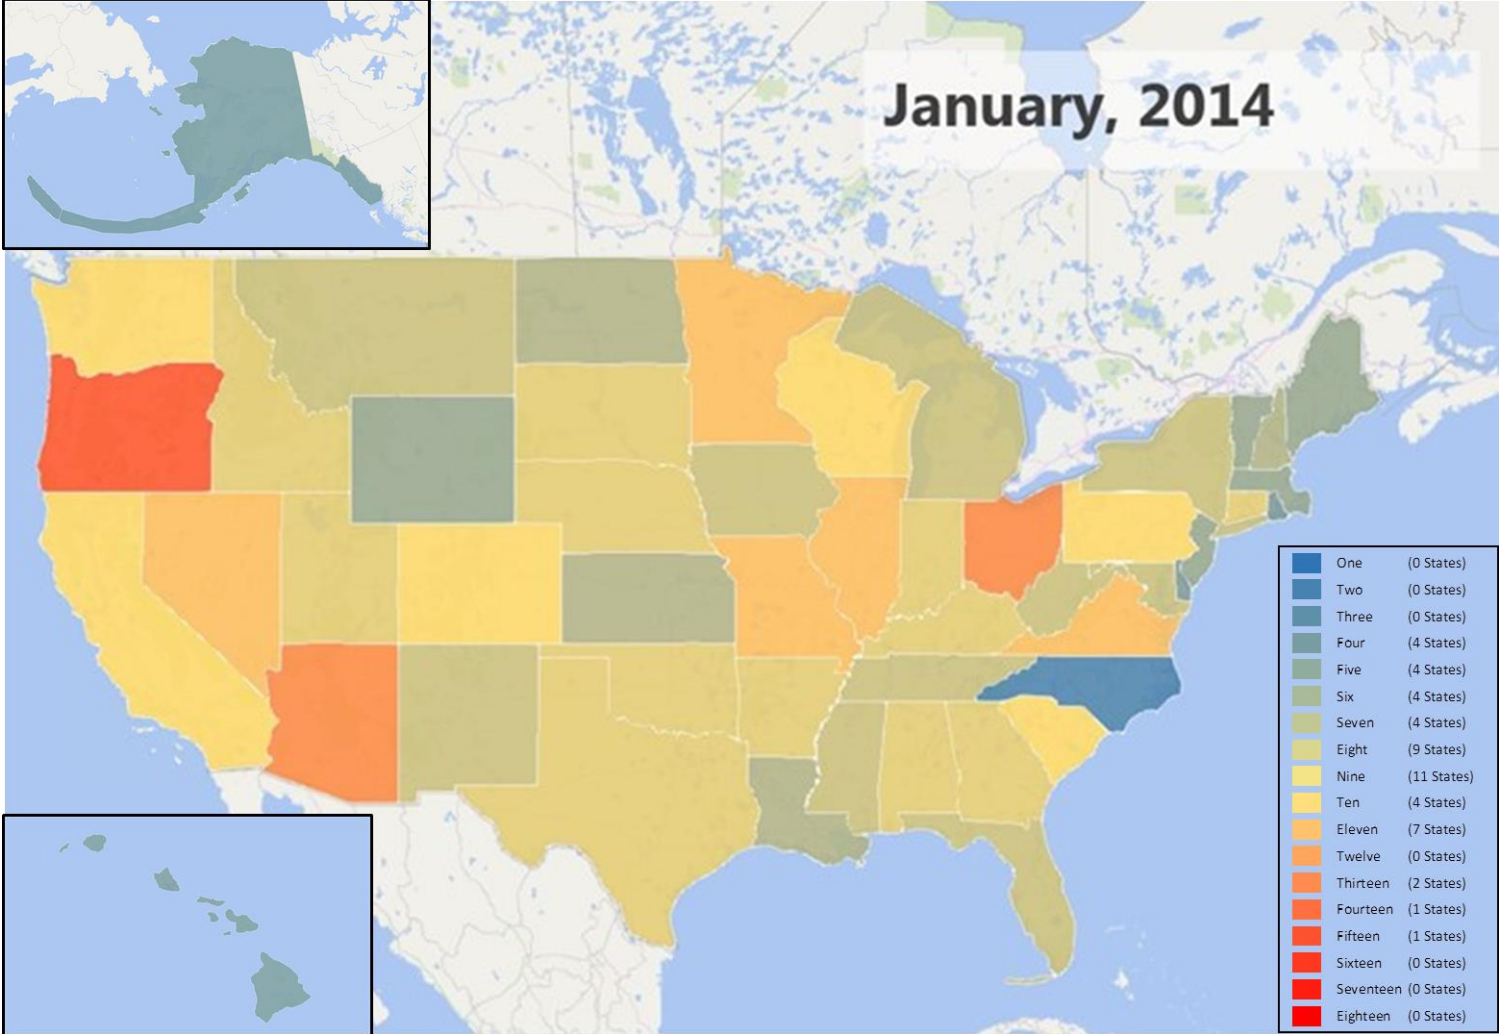 January, 2014
One (0 States)
Two (0 States)
Three (0 States)
Four (4 States)
Five (4 States)
Six (4 States)
Seven (4 States)
Eight (9 States)
Nine (11 States)
Ten (4 States)
Eleven (7 States)
Twelve (0 States)
Thirteen (2 States)
Fourteen (1 States)
Fifteen (1 States)
Sixteen (0 States)
Seventeen (0 States)
Eighteen (0 States)